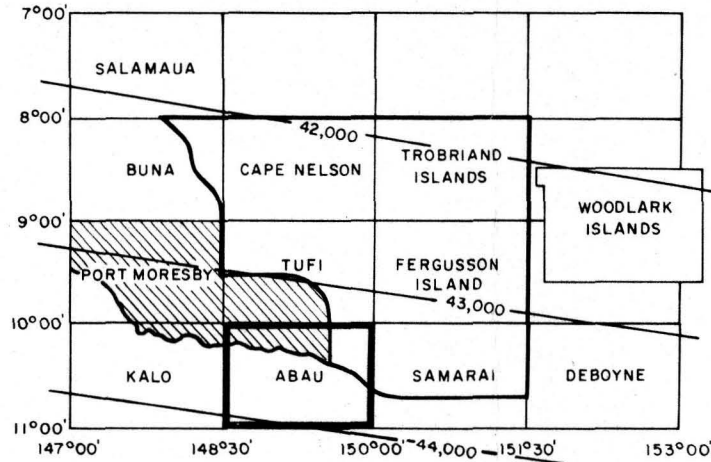 7°00'
SALAMAUA
8°00'
42,000
BUNA
CAPE NELSON
TROBRIAND
ISLANDS
WOODLARK
ISLANDS
9°00'
PORT MORESBY
TUFI
FERGUSSON
ISLAND
43,000
10°00'
KALO
ABAU
SAMARAI
DEBOYNE
11°00'
147°00'
148°30'
150°00'
44,000
151°30'
153°00'